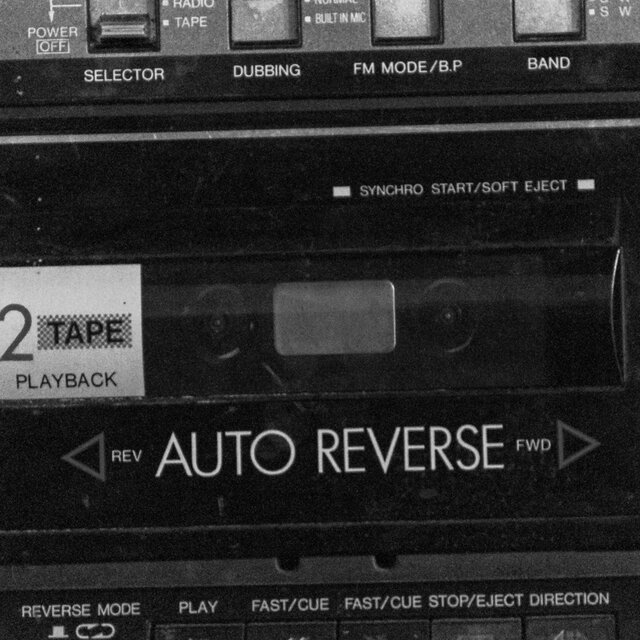 RADIO
TAPE
BUILT IN MIC
S W
POWER
OFF
SELECTOR
DUBBING
FM MODE/B.P
BAND
SYNCHRO START/SOFT EJECT
2 TAPE
PLAYBACK
REV AUTO REVERSE FWD
REVERSE MODE PLAY FAST/CUE FAST/CUE STOP/EJECT DIRECTION